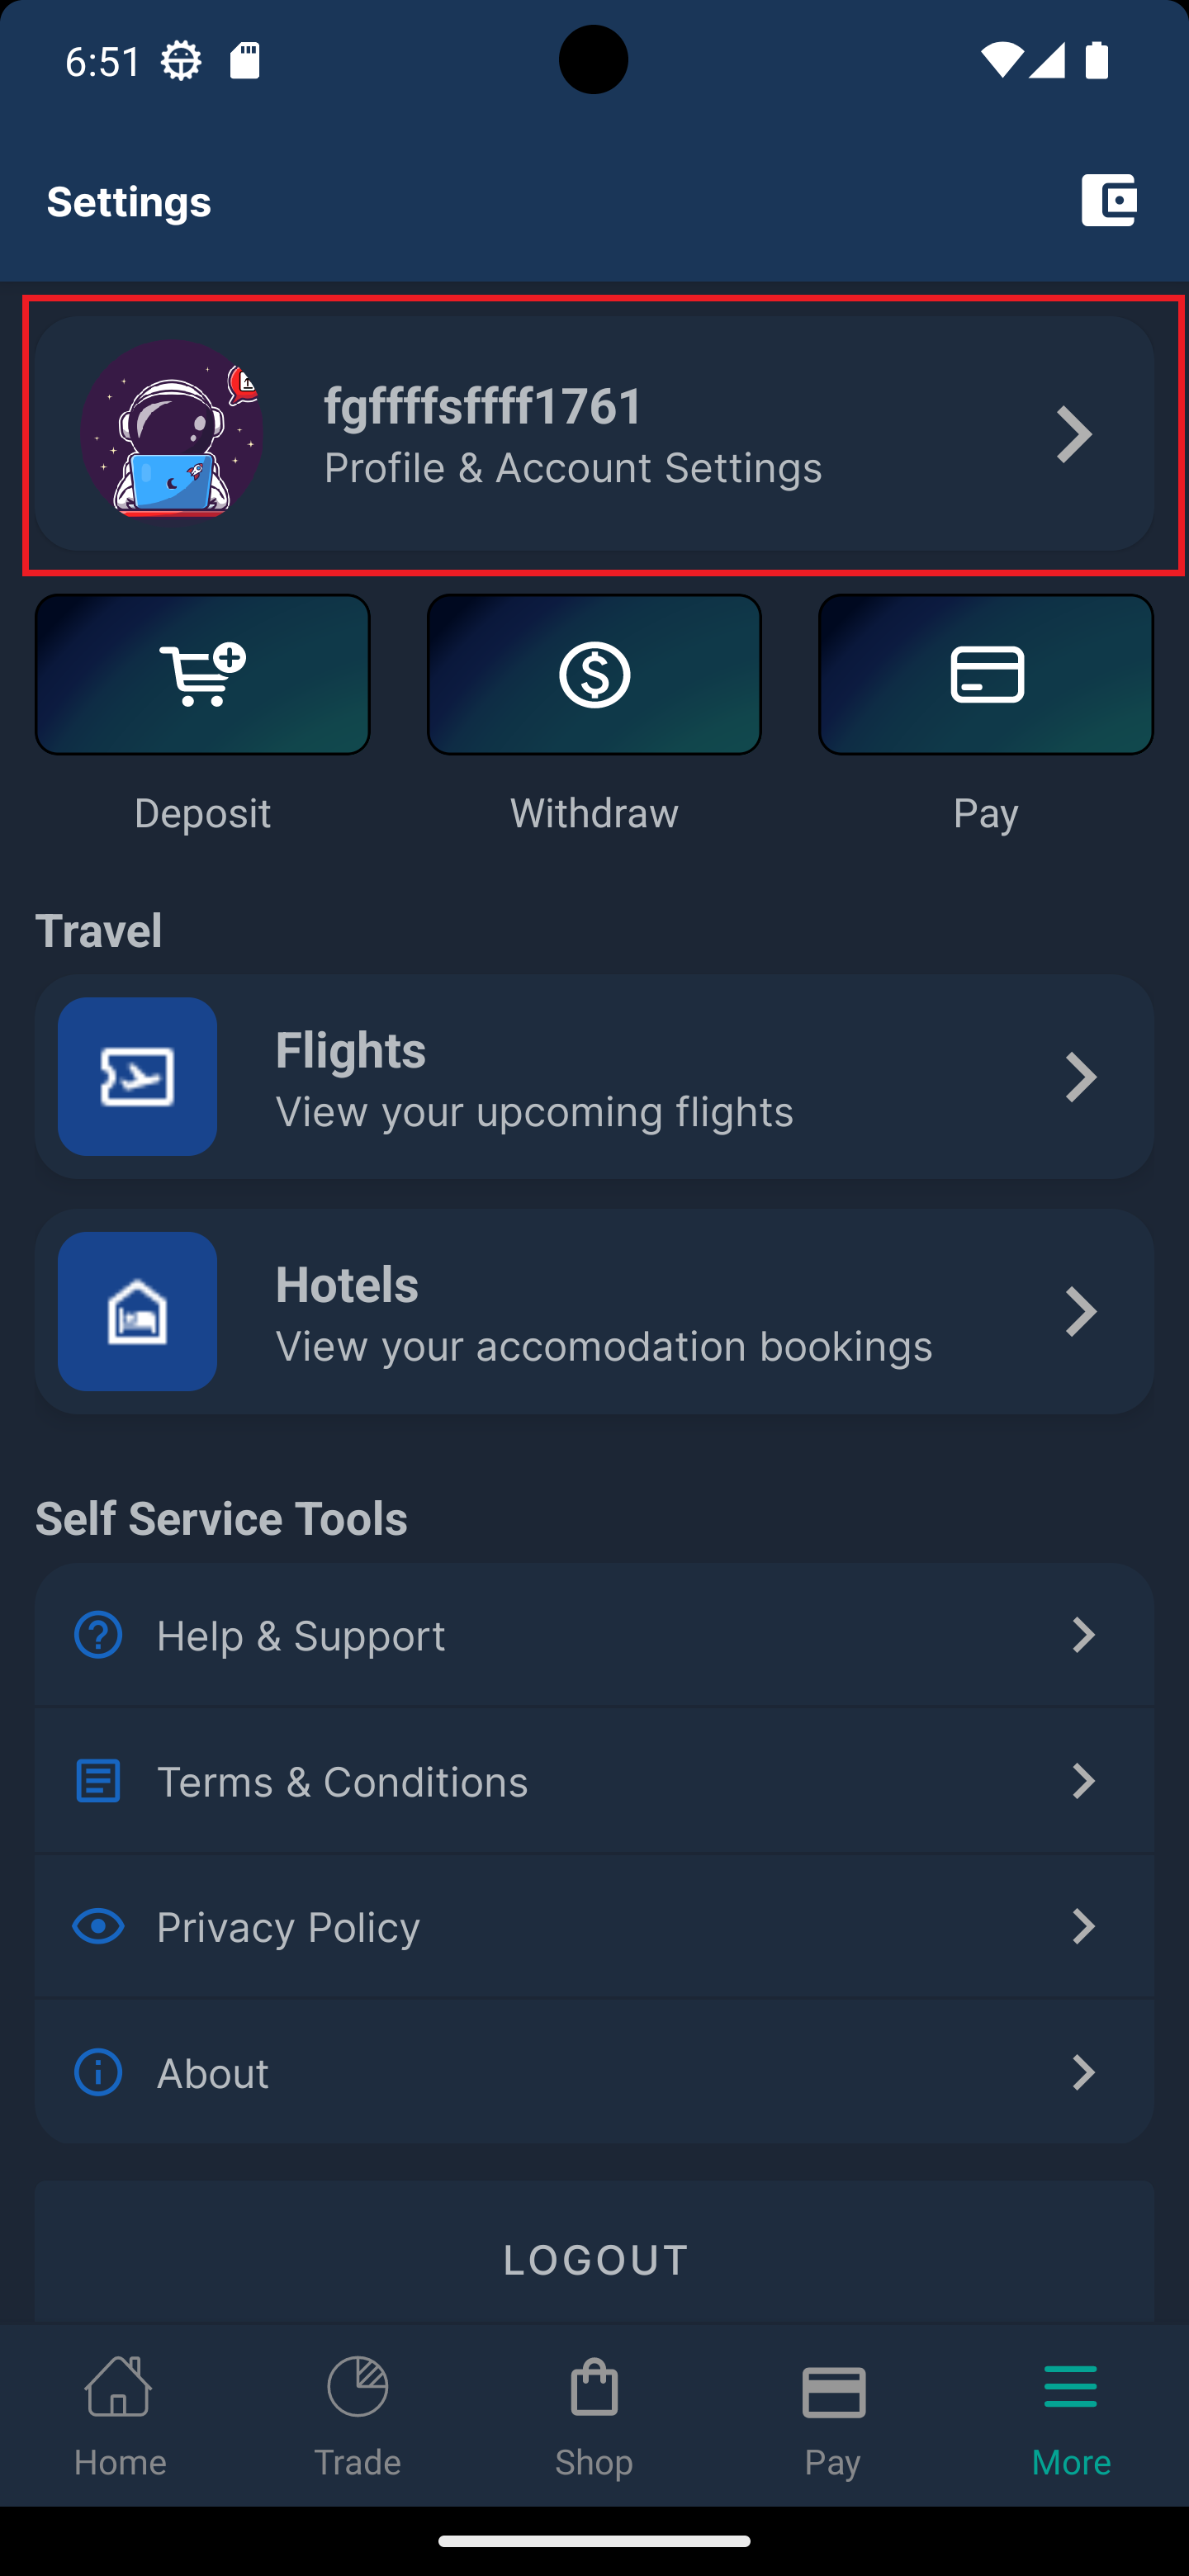 6:51
Settings
fgffffsffff1761
Profile & Account Settings
Deposit
Withdraw
Pay
Travel
Flights
View your upcoming flights
Hotels
View your accomodation bookings
Self Service Tools
Help & Support
Terms & Conditions
Privacy Policy
About
LOGOUT
Home
Trade
Shop
Pay
More